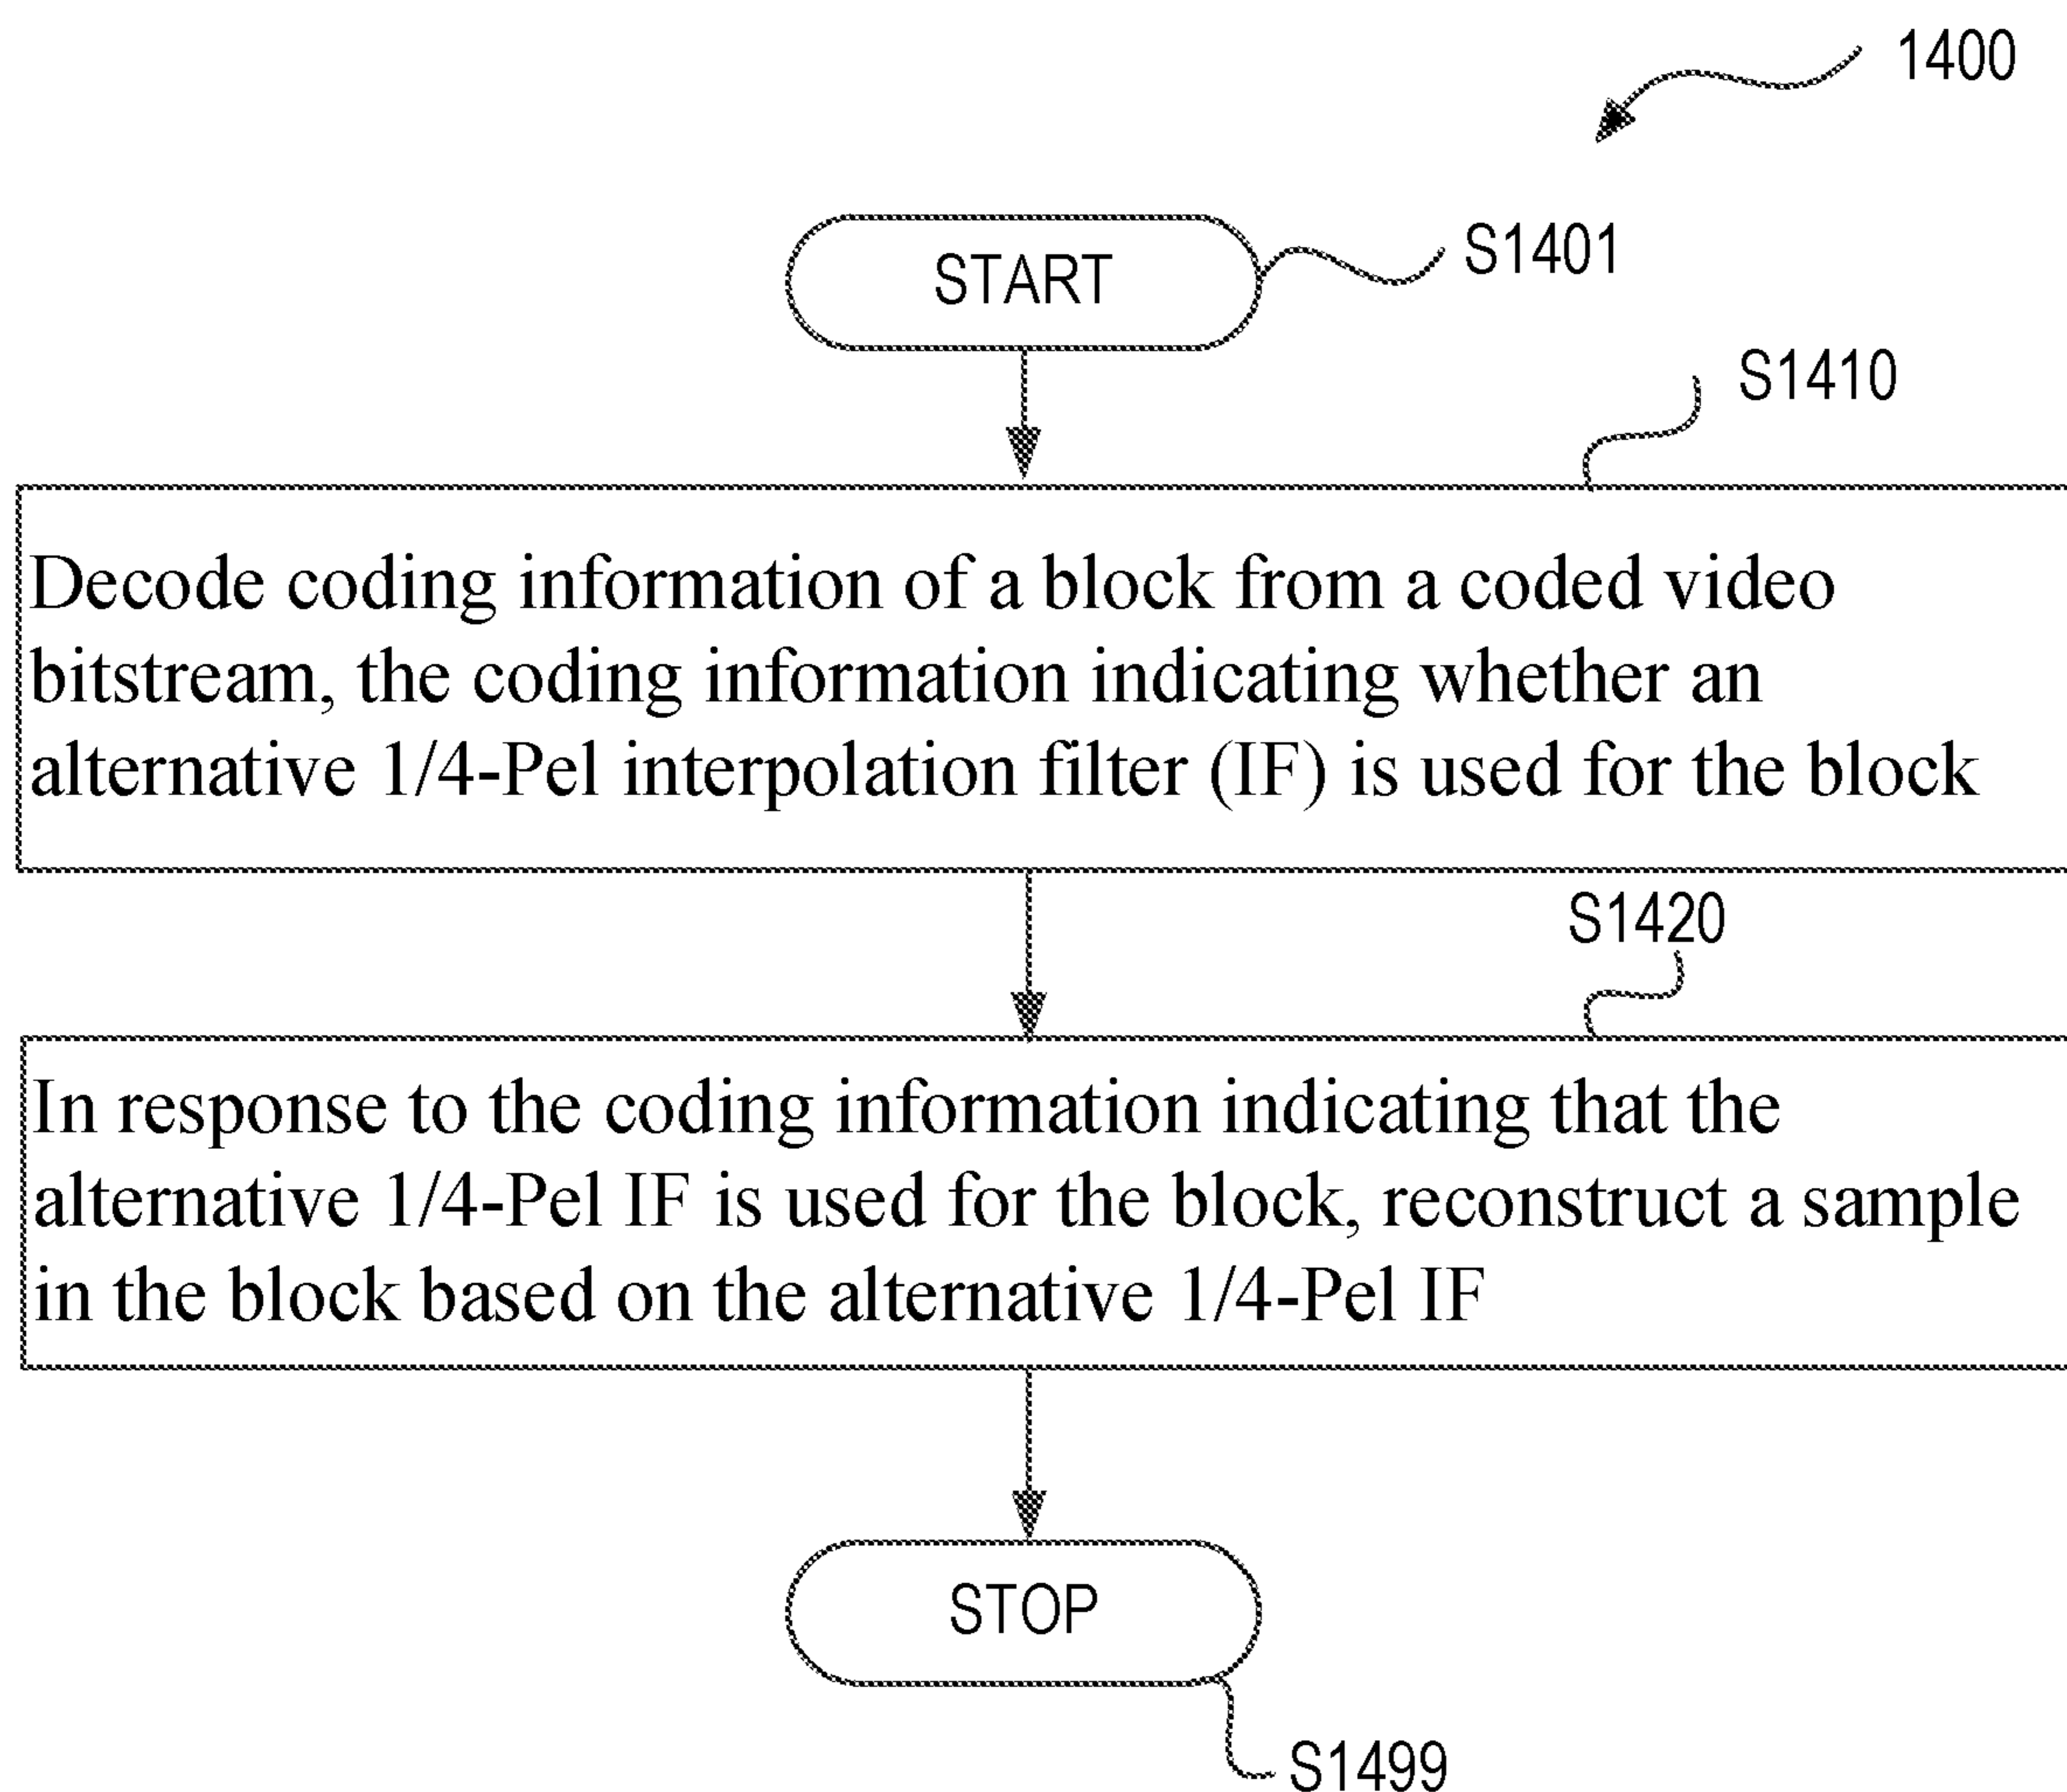 1400
START
S1401
S1410
Decode coding information of a block from a coded video
bitstream, the coding information indicating whether an
alternative 1/4-Pel interpolation filter (IF) is used for the block
S1420
In response to the coding information indicating that the
alternative 1/4-Pel IF is used for the block, reconstruct a sample
in the block based on the alternative 1/4-Pel IF
STOP
S1499